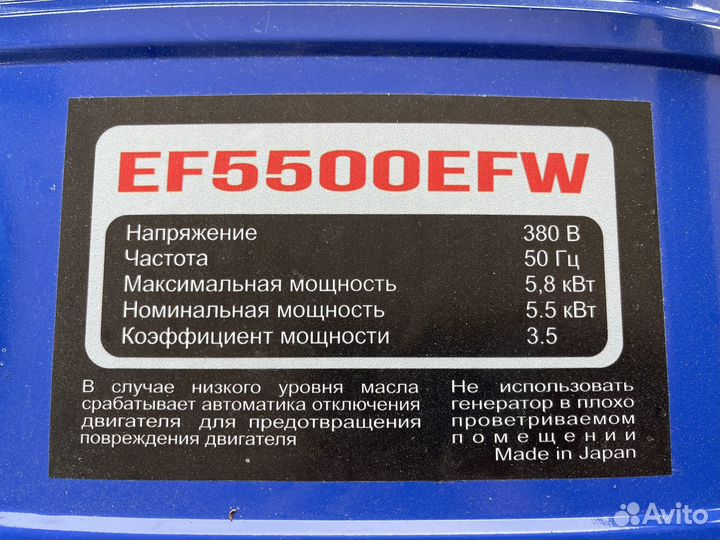 EF5500EFW
Напряжение 380 В
Частота 50 Гц
Максимальная мощность 5,8 кВт
Номинальная мощность 5.5 кВт
Коэффициент мощности 3.5
В случае низкого уровня масла
срабатывает автоматика отключения
двигателя для предотвращения
повреждения двигателя
Не использовать
генератор в плохо
проветриваемом
помещении
Made in Japan
Avito